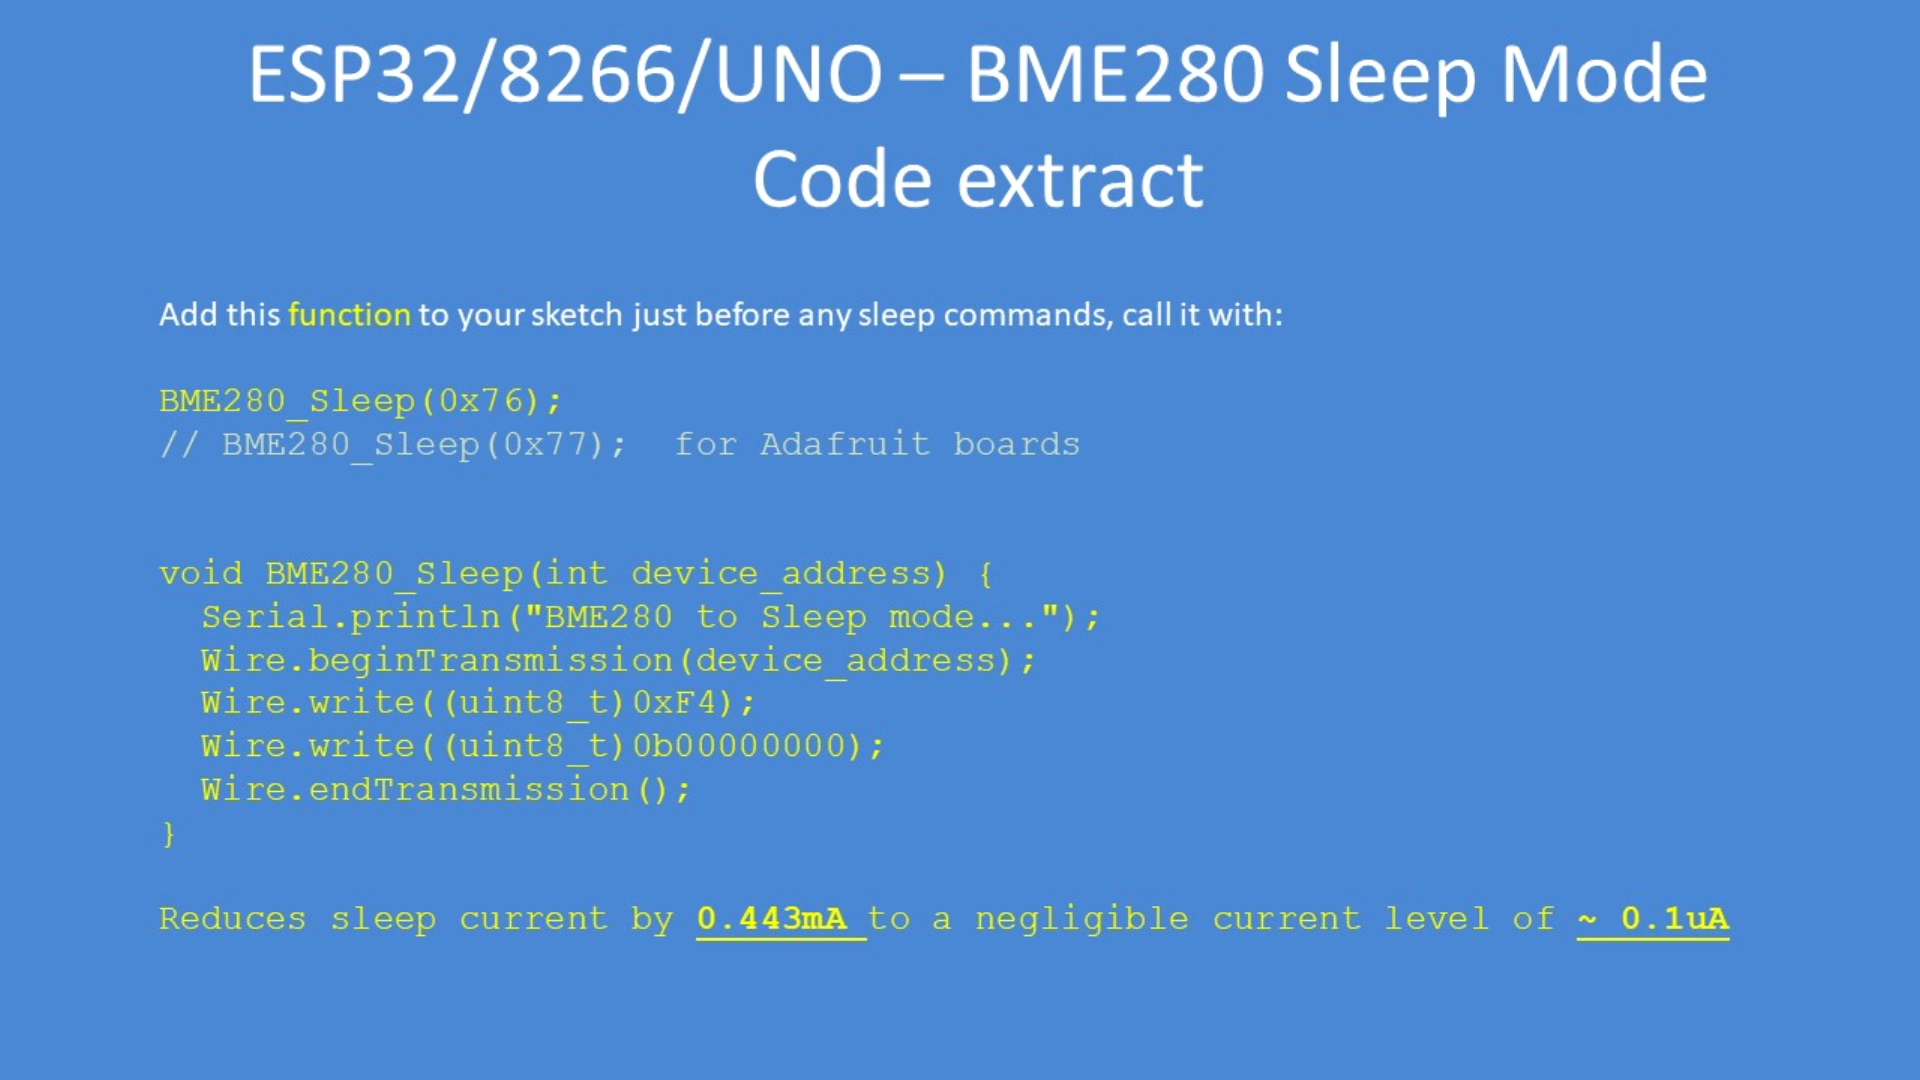 ESP32/8266/UNO – BME280 Sleep Mode
Code extract
Add this function to your sketch just before any sleep commands, call it with:
BME280_Sleep(0x76);
// BME280_Sleep(0x77);  for Adafruit boards
void BME280_Sleep(int device_address) {
  Serial.println("BME280 to Sleep mode...");
  Wire.beginTransmission(device_address);
  Wire.write((uint8_t)0xF4);
  Wire.write((uint8_t)0b00000000);
  Wire.endTransmission();
}
Reduces sleep current by 0.443mA to a negligible current level of ~ 0.1uA